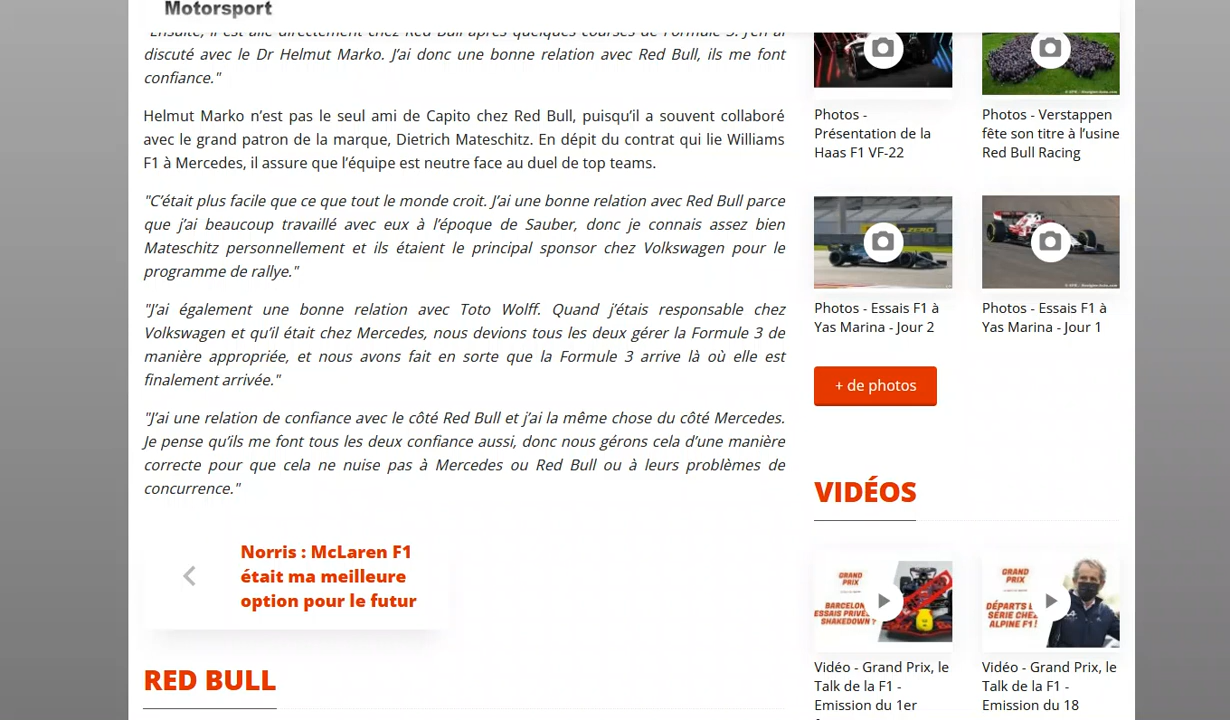 Motorsport
"Ensuite, il est allé directement chez Red Bull après quelques courses de Formule 3. J'en ai
discuté avec le Dr Helmut Marko. J'ai donc une bonne relation avec Red Bull, ils me font
confiance."
Helmut Marko n'est pas le seul ami de Capito chez Red Bull, puisqu'il a souvent collaboré
avec le grand patron de la marque, Dietrich Mateschitz. En dépit du contrat qui lie Williams
F1 à Mercedes, il assure que l'équipe est neutre face au duel de top teams.
"C'était plus facile que ce que tout le monde croit. J'ai une bonne relation avec Red Bull parce
que j'ai beaucoup travaillé avec eux à l'époque de Sauber, donc je connais assez bien
Mateschitz personnellement et ils étaient le principal sponsor chez Volkswagen pour le
programme de rallye."
"J'ai également une bonne relation avec Toto Wolff. Quand j'étais responsable chez
Volkswagen et qu'il était chez Mercedes, nous devions tous les deux gérer la Formule 3 de
manière appropriée, et nous avons fait en sorte que la Formule 3 arrive là où elle est
finalement arrivée."
"J'ai une relation de confiance avec le côté Red Bull et j'ai la même chose du côté Mercedes.
Je pense qu'ils me font tous les deux confiance aussi, donc nous gérons cela d'une manière
correcte pour que cela ne nuise pas à Mercedes ou Red Bull ou à leurs problèmes de
concurrence."
Norris : McLaren F1
était ma meilleure
option pour le futur
RED BULL
Photos -
Présentation de la
Haas F1 VF-22
Photos - Verstappen
fête son titre à l'usine
Red Bull Racing
Photos - Essais F1 à
Yas Marina - Jour 2
Photos - Essais F1 à
Yas Marina - Jour 1
+ de photos
VIDÉOS
GRAND
PRIX
BARCELON
ESSAIS PRIVÉ
SHAKEDOWN ?
GRAND
PRIX
DÉPARTS E
SÉRIE CHEZ
ALPINE F1 !
Vidéo - Grand Prix, le
Talk de la F1 -
Emission du 1er
Vidéo - Grand Prix, le
Talk de la F1 -
Emission du 18